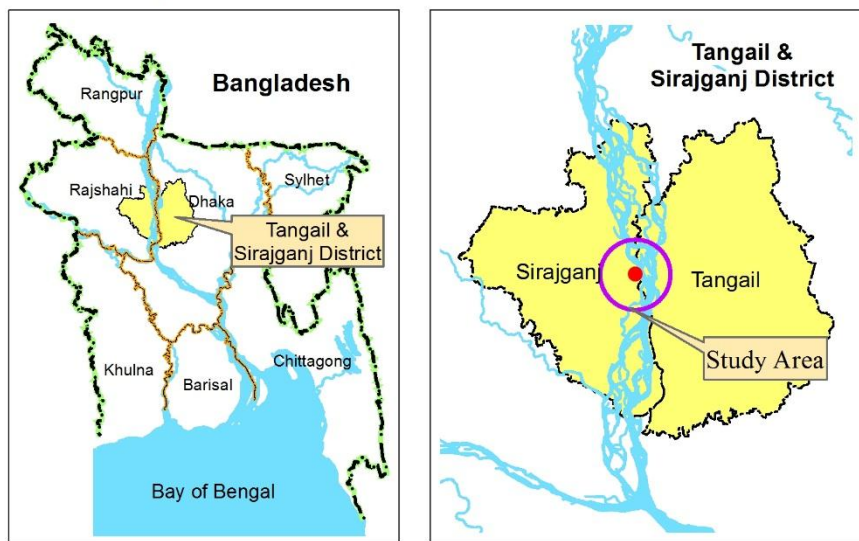 Bangladesh
Rangpur
Rajshahi
Dhaka
Sylhet
Tangail &
Sirajganj District
Khulna
Barisal
Chittagong
Bay of Bengal
Tangail &
Sirajganj District
Sirajganj
Tangail
Study Area